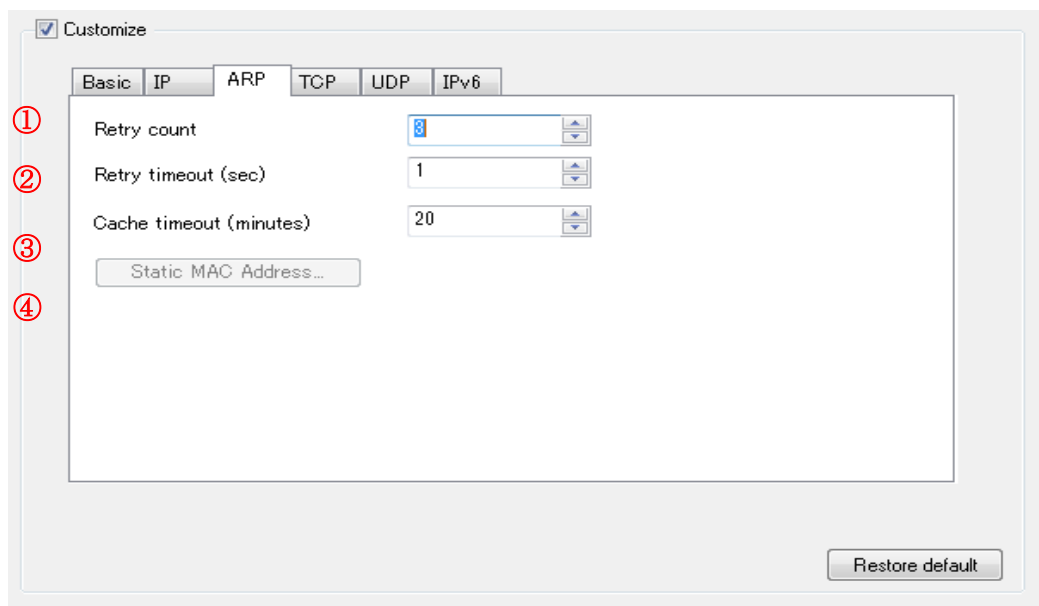 Customize
Basic IP ARP TCP UDP IPv6
① Retry count 3
② Retry timeout (sec) 1
Cache timeout (minutes) 20
③
Static MAC Address...
④
Restore default